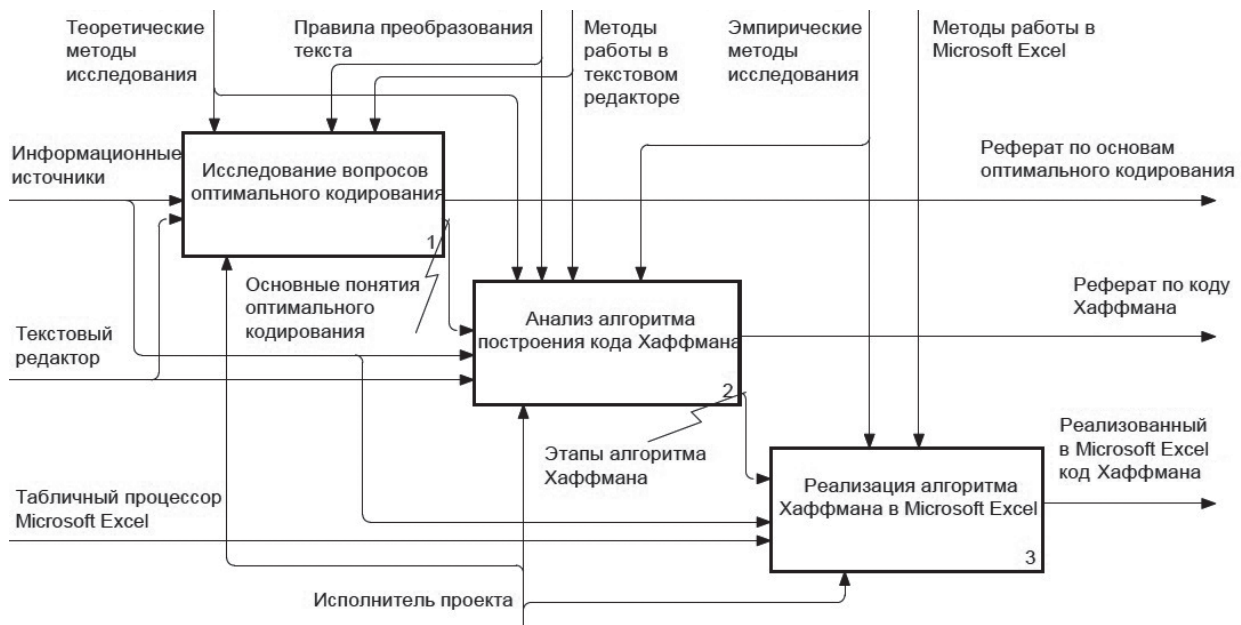 Теоретические
методы
исследования
Правила преобразования
текста
Методы
работы в
текстовом
редакторе
Эмпирические
методы
исследования
Методы работы в
Microsoft Excel
Информационные
источники
Исследование вопросов
оптимального кодирования
1
Реферат по основам
оптимального кодирования
Основные понятия
оптимального
кодирования
Текстовый
редактор
Анализ алгоритма
построения кода Хаффмана
2
Реферат по коду
Хаффмана
Этапы алгоритма
Хаффмана
Табличный процессор
Microsoft Excel
Реализация алгоритма
Хаффмана в Microsoft Excel
3
Реализованный
в Microsoft Excel
код Хаффмана
Исполнитель проекта